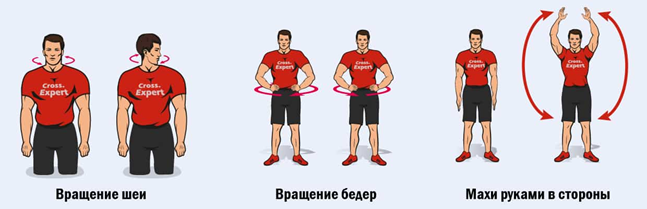 Cross.
Expert
Cross.
Expert
Cross.
Expert
Cross.
Expert
Cross.
Expert
Cross.
Expert
Вращение шеи
Вращение бедер
Махи руками в стороны